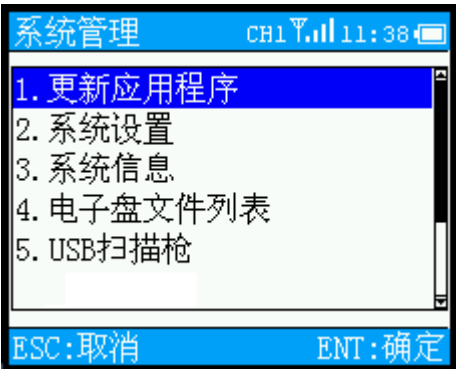 系统管理 CH1 11:38
1.更新应用程序
2.系统设置
3.系统信息
4.电子盘文件列表
5.USB扫描枪
ESC:取消 ENT:确定